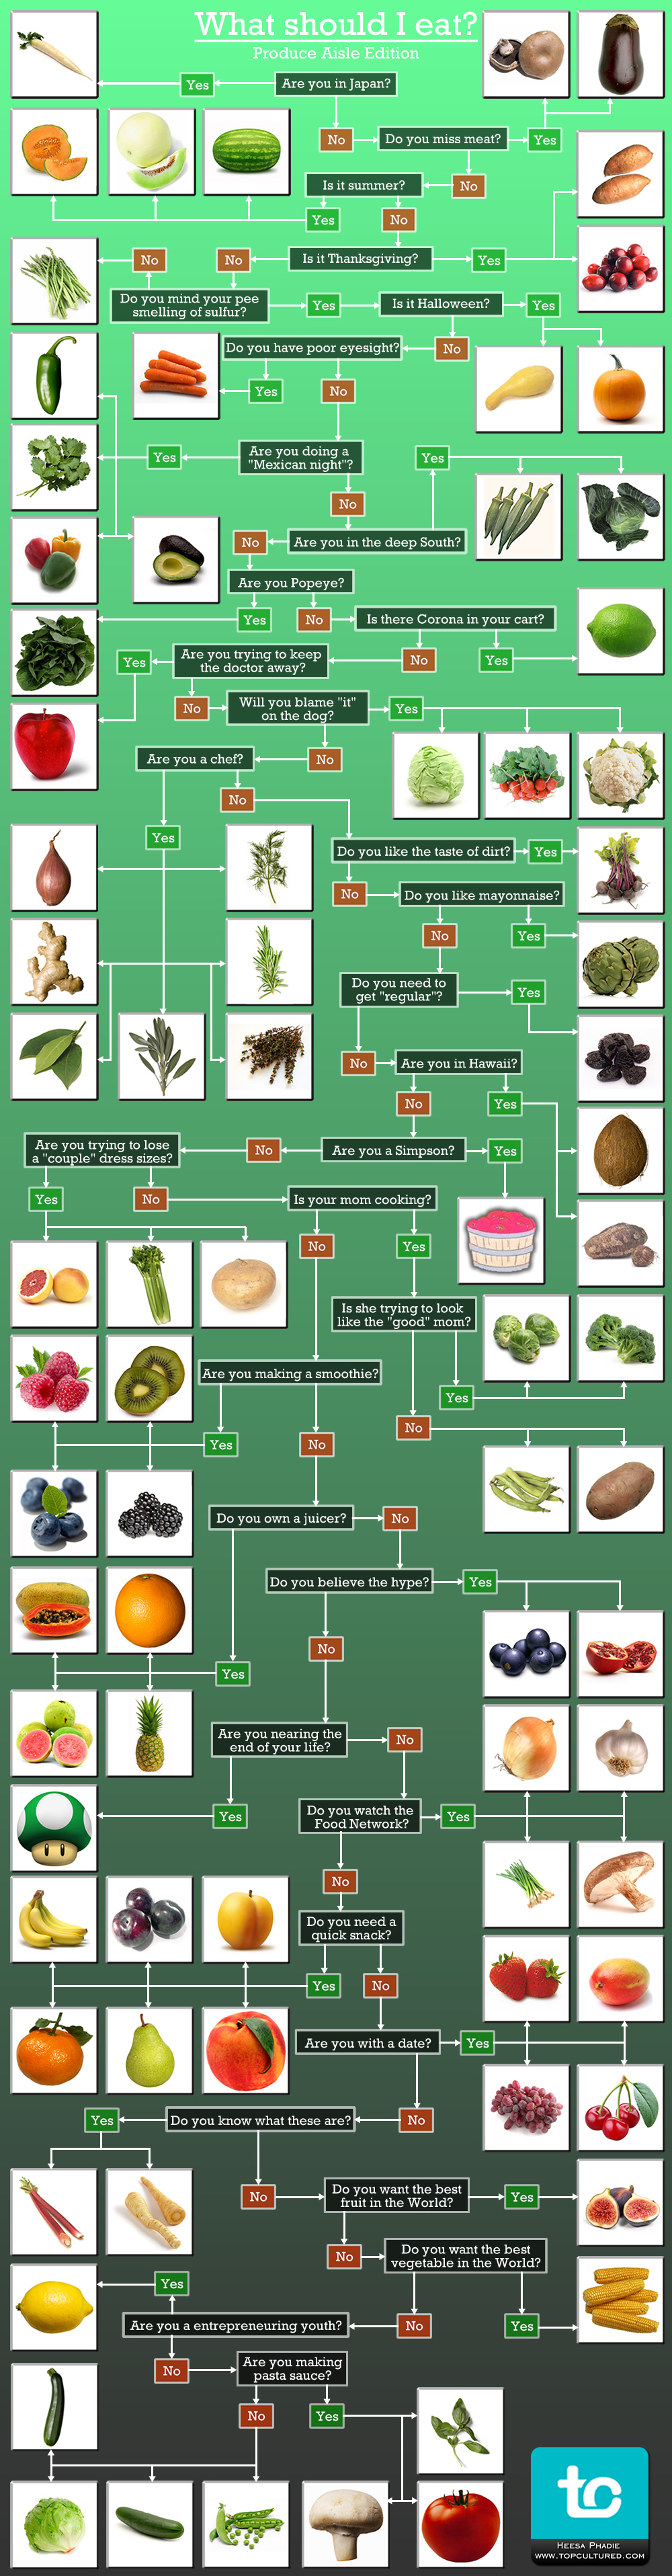 What should I eat?
Produce Aisle Edition
Are you in Japan?
Yes
No
Do you miss meat?
Yes
No
Is it summer?
Yes
No
Is it Thanksgiving?
Yes
No
Do you mind your pee
smelling of sulfur?
No
Yes
Is it Halloween?
Yes
No
Do you have poor eyesight?
Yes
No
Are you doing a
"Mexican night"?
Yes
No
Are you in the deep South?
Yes
No
Are you Popeye?
Yes
No
Is there Corona in your cart?
Yes
No
Are you trying to keep
the doctor away?
Yes
No
Will you blame "it"
on the dog?
Yes
No
Are you a chef?
Yes
No
Do you like the taste of dirt?
Yes
No
Do you like mayonnaise?
Yes
No
Do you need to
get "regular"?
Yes
No
Are you in Hawaii?
Yes
No
Are you a Simpson?
Yes
No
Are you trying to lose
a "couple" dress sizes?
Yes
No
Is your mom cooking?
No
Yes
Is she trying to look
like the "good" mom?
Yes
No
Are you making a smoothie?
Yes
No
Do you own a juicer?
No
Yes
Do you believe the hype?
Yes
No
Are you nearing the
end of your life?
No
Yes
Do you watch the
Food Network?
Yes
No
Do you need a
quick snack?
Yes
No
Are you with a date?
Yes
No
Do you know what these are?
Yes
No
Do you want the best
fruit in the World?
Yes
No
Do you want the best
vegetable in the World?
Yes
No
Are you a entrepreneuring youth?
Yes
No
Are you making
pasta sauce?
No
Yes
tc
Heesa Phadie
www.topcultured.com